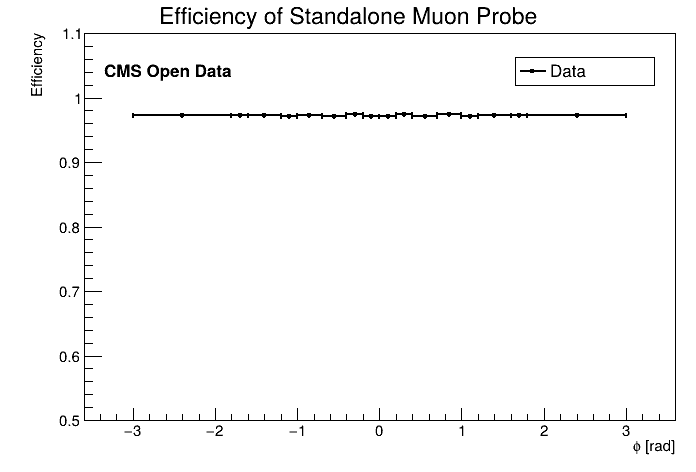 Efficiency of Standalone Muon Probe
Efficiency
1.1
1
0.9
0.8
0.7
0.6
0.5
CMS Open Data
Data
−3 −2 −1 0 1 2 3
ϕ [rad]